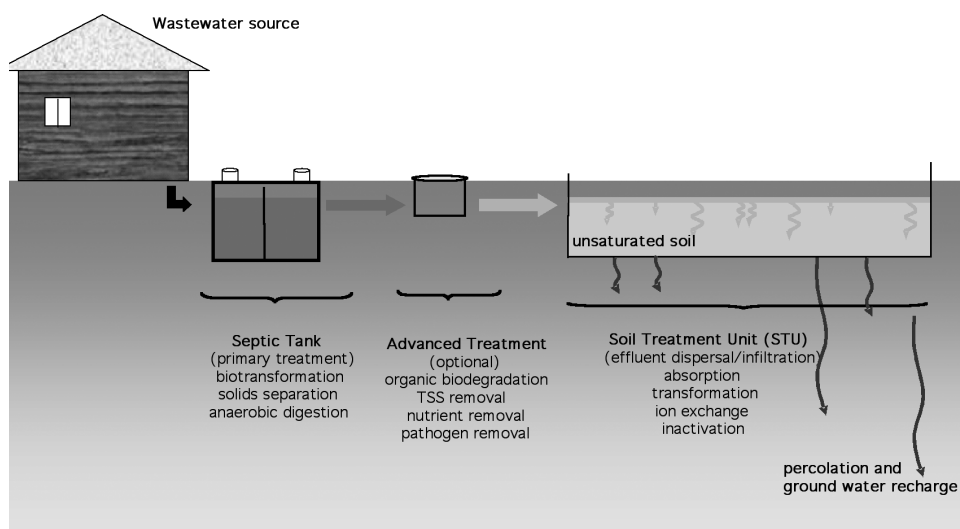 Wastewater source
unsaturated soil
Septic Tank
(primary treatment)
biotransformation
solids separation
anaerobic digestion
Advanced Treatment
(optional)
organic biodegradation
TSS removal
nutrient removal
pathogen removal
Soil Treatment Unit (STU)
(effluent dispersal/infiltration)
absorption
transformation
ion exchange
inactivation
percolation and
ground water recharge